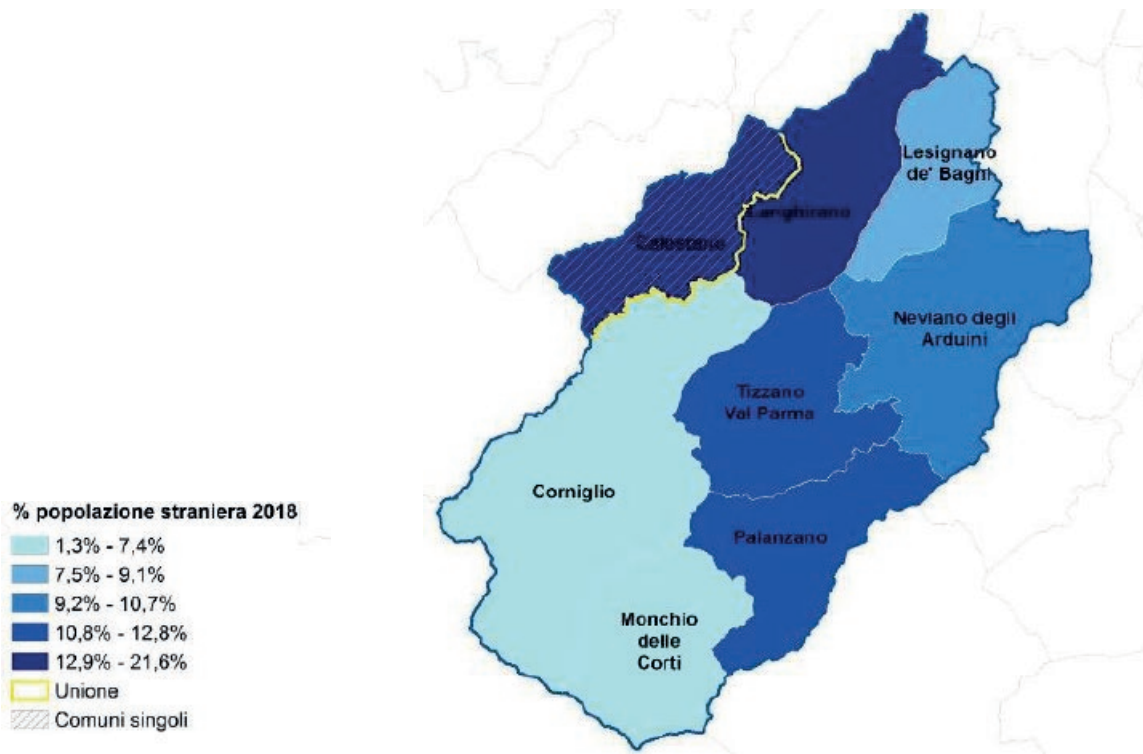 Lesignano
de' Bagni
Langhirano
Calestano
Neviano degli
Arduini
Tizzano
Val Parma
Corniglio
Palanzano
Monchio
delle
Corti
% popolazione straniera 2018
1,3% - 7,4%
7,5% - 9,1%
9,2% - 10,7%
10,8% - 12,8%
12,9% - 21,6%
Unione
Comuni singoli